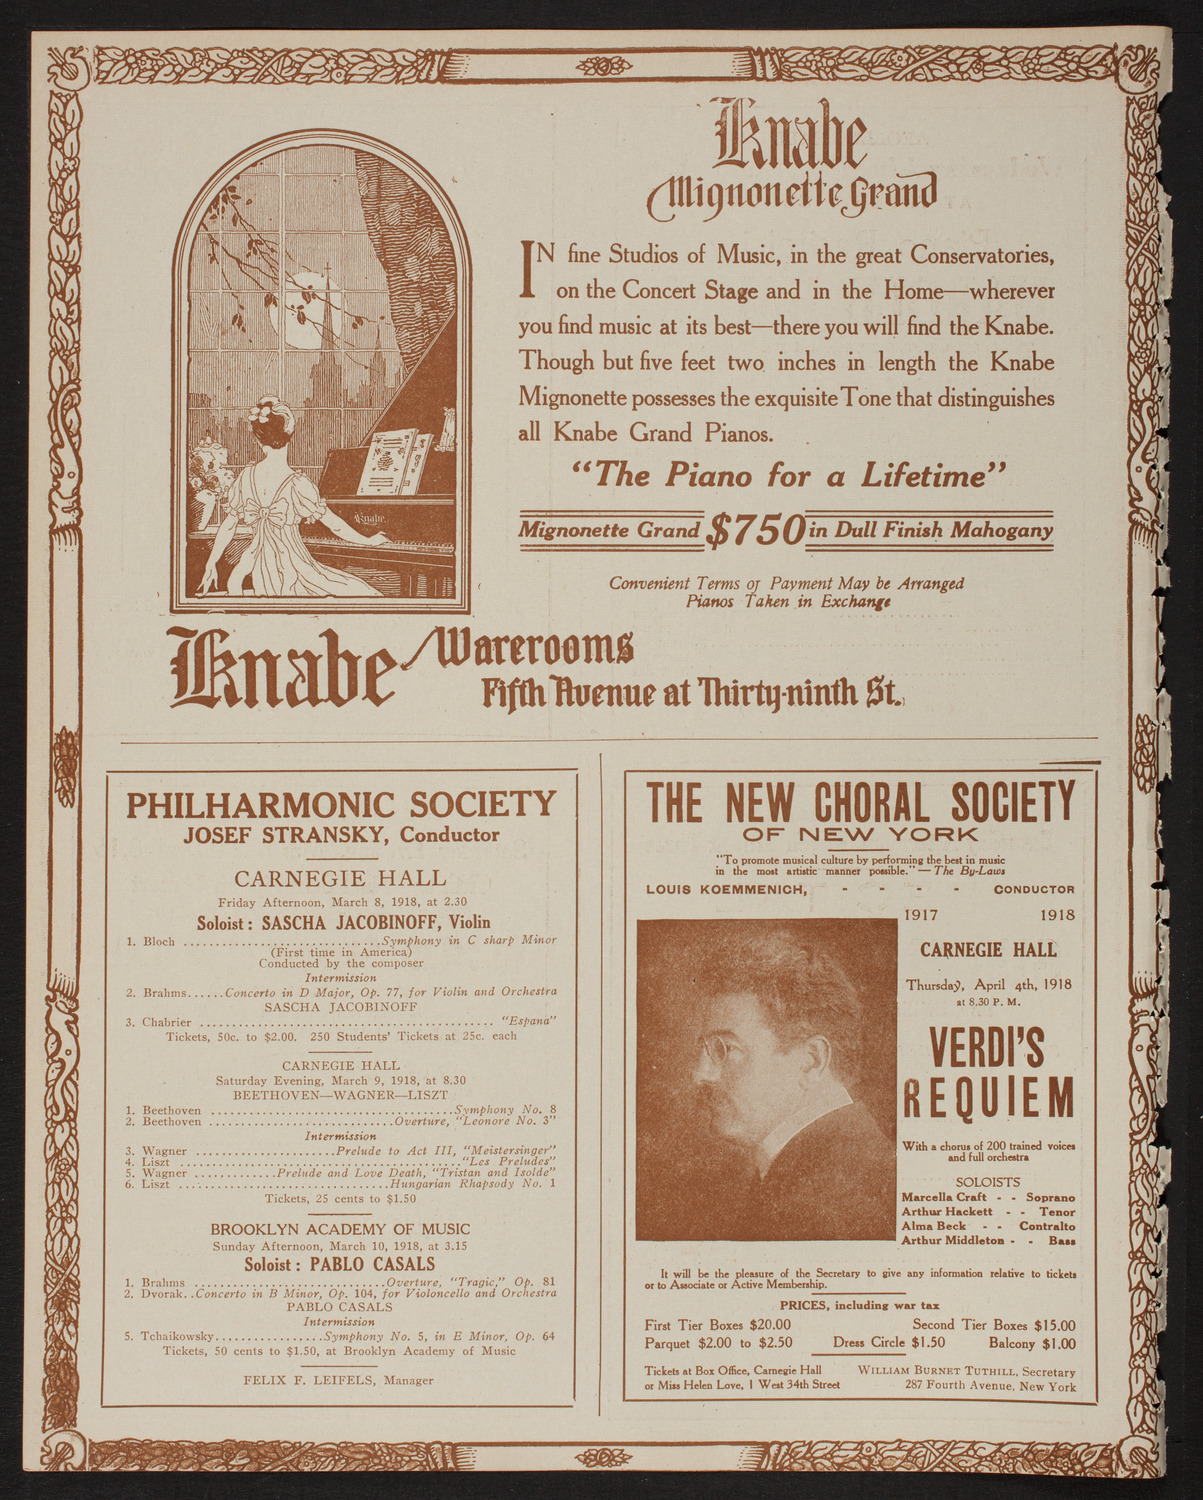 Knabe
Mignonette Grand
IN fine Studios of Music, in the great Conservatories,
on the Concert Stage and in the Home—wherever
you find music at its best—there you will find the Knabe.
Though but five feet two inches in length the Knabe
Mignonette possesses the exquisite Tone that distinguishes
all Knabe Grand Pianos.
"The Piano for a Lifetime"
Mignonette Grand $750 in Dull Finish Mahogany
Convenient Terms of Payment May be Arranged
Pianos Taken in Exchange
Knabe
Knabe Warerooms
Fifth Avenue at Thirty-ninth St.
PHILHARMONIC SOCIETY
JOSEF STRANSKY, Conductor
CARNEGIE HALL
Friday Afternoon, March 8, 1918, at 2.30
Soloist: SASCHA JACOBINOFF, Violin
1. Bloch ..............................Symphony in C sharp Minor
(First time in America)
Conducted by the composer
Intermission
2. Brahms......Concerto in D Major, Op. 77, for Violin and Orchestra
SASCHA JACOBINOFF
3. Chabrier ............................................ "Espana"
Tickets, 50c. to $2.00. 250 Students' Tickets at 25c. each
CARNEGIE HALL
Saturday Evening, March 9, 1918, at 8.30
BEETHOVEN—WAGNER—LISZT
1. Beethoven .....................................Symphony No. 8
2. Beethoven ............................Overture, "Leonore No. 3"
Intermission
3. Wagner .....................Prelude to Act III, "Meistersinger"
4. Liszt ..........................................."Les Preludes"
5. Wagner .............Prelude and Love Death, "Tristan and Isolde"
6. Liszt ................................Hungarian Rhapsody No. 1
Tickets, 25 cents to $1.50
BROOKLYN ACADEMY OF MUSIC
Sunday Afternoon, March 10, 1918, at 3.15
Soloist: PABLO CASALS
1. Brahms .............................Overture, "Tragic," Op. 81
2. Dvorak..Concerto in B Minor, Op. 104, for Violoncello and Orchestra
PABLO CASALS
Intermission
5. Tchaikowsky.................Symphony No. 5, in E Minor, Op. 64
Tickets, 50 cents to $1.50, at Brooklyn Academy of Music
FELIX F. LEIFELS, Manager
THE NEW CHORAL SOCIETY
OF NEW YORK
"To promote musical culture by performing the best in music
in the most artistic manner possible." — The By-Laws
LOUIS KOEMMENICH, - - - - CONDUCTOR
1917 1918
CARNEGIE HALL
Thursday, April 4th, 1918
at 8.30 P. M.
VERDI'S
REQUIEM
With a chorus of 200 trained voices
and full orchestra
SOLOISTS
Marcella Craft - - Soprano
Arthur Hackett - - Tenor
Alma Beck - - Contralto
Arthur Middleton - - Bass
It will be the pleasure of the Secretary to give any information relative to tickets
or to Associate or Active Membership.
PRICES, including war tax
First Tier Boxes $20.00 Second Tier Boxes $15.00
Parquet $2.00 to $2.50 Dress Circle $1.50 Balcony $1.00
Tickets at Box Office, Carnegie Hall
or Miss Helen Love, 1 West 34th Street
WILLIAM BURNET TUTHILL, Secretary
287 Fourth Avenue, New York